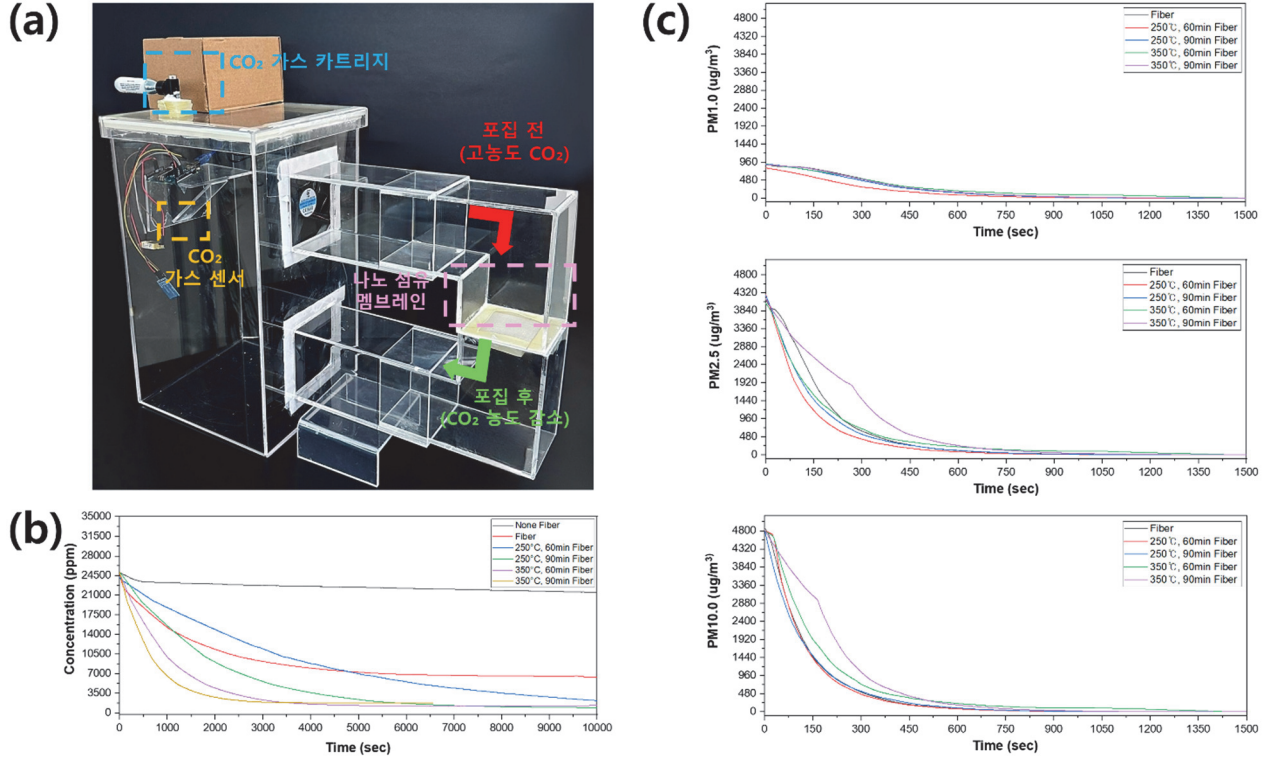 (a)
CO₂ 가스 카트리지
포집 전
(고농도 CO₂)
CO₂
가스 센서
나노 섬유
멤브레인
포집 후
(CO₂ 농도 감소)
(b)
35000
31500
28000
24500
21000
17500
14000
10500
7000
3500
0
Concentration (ppm)
None Fiber
Fiber
250°C, 60min Fiber
250°C, 90min Fiber
350°C, 60min Fiber
350°C, 90min Fiber
0 1000 2000 3000 4000 5000 6000 7000 8000 9000 10000
Time (sec)
(c)
4800
4320
3840
3360
2880
2400
1920
1440
960
480
0
PM1.0 (ug/m³)
Fiber
250℃, 60min Fiber
250℃, 90min Fiber
350℃, 60min Fiber
350℃, 90min Fiber
0 150 300 450 600 750 900 1050 1200 1350 1500
Time (sec)
4800
4320
3840
3360
2880
2400
1920
1440
960
480
0
PM2.5 (ug/m³)
Fiber
250℃, 60min Fiber
250℃, 90min Fiber
350℃, 60min Fiber
350℃, 90min Fiber
0 150 300 450 600 750 900 1050 1200 1350 1500
Time (sec)
4800
4320
3840
3360
2880
2400
1920
1440
960
480
0
PM10.0 (ug/m³)
Fiber
250℃, 60min Fiber
250℃, 90min Fiber
350℃, 60min Fiber
350℃, 90min Fiber
0 150 300 450 600 750 900 1050 1200 1350 1500
Time (sec)